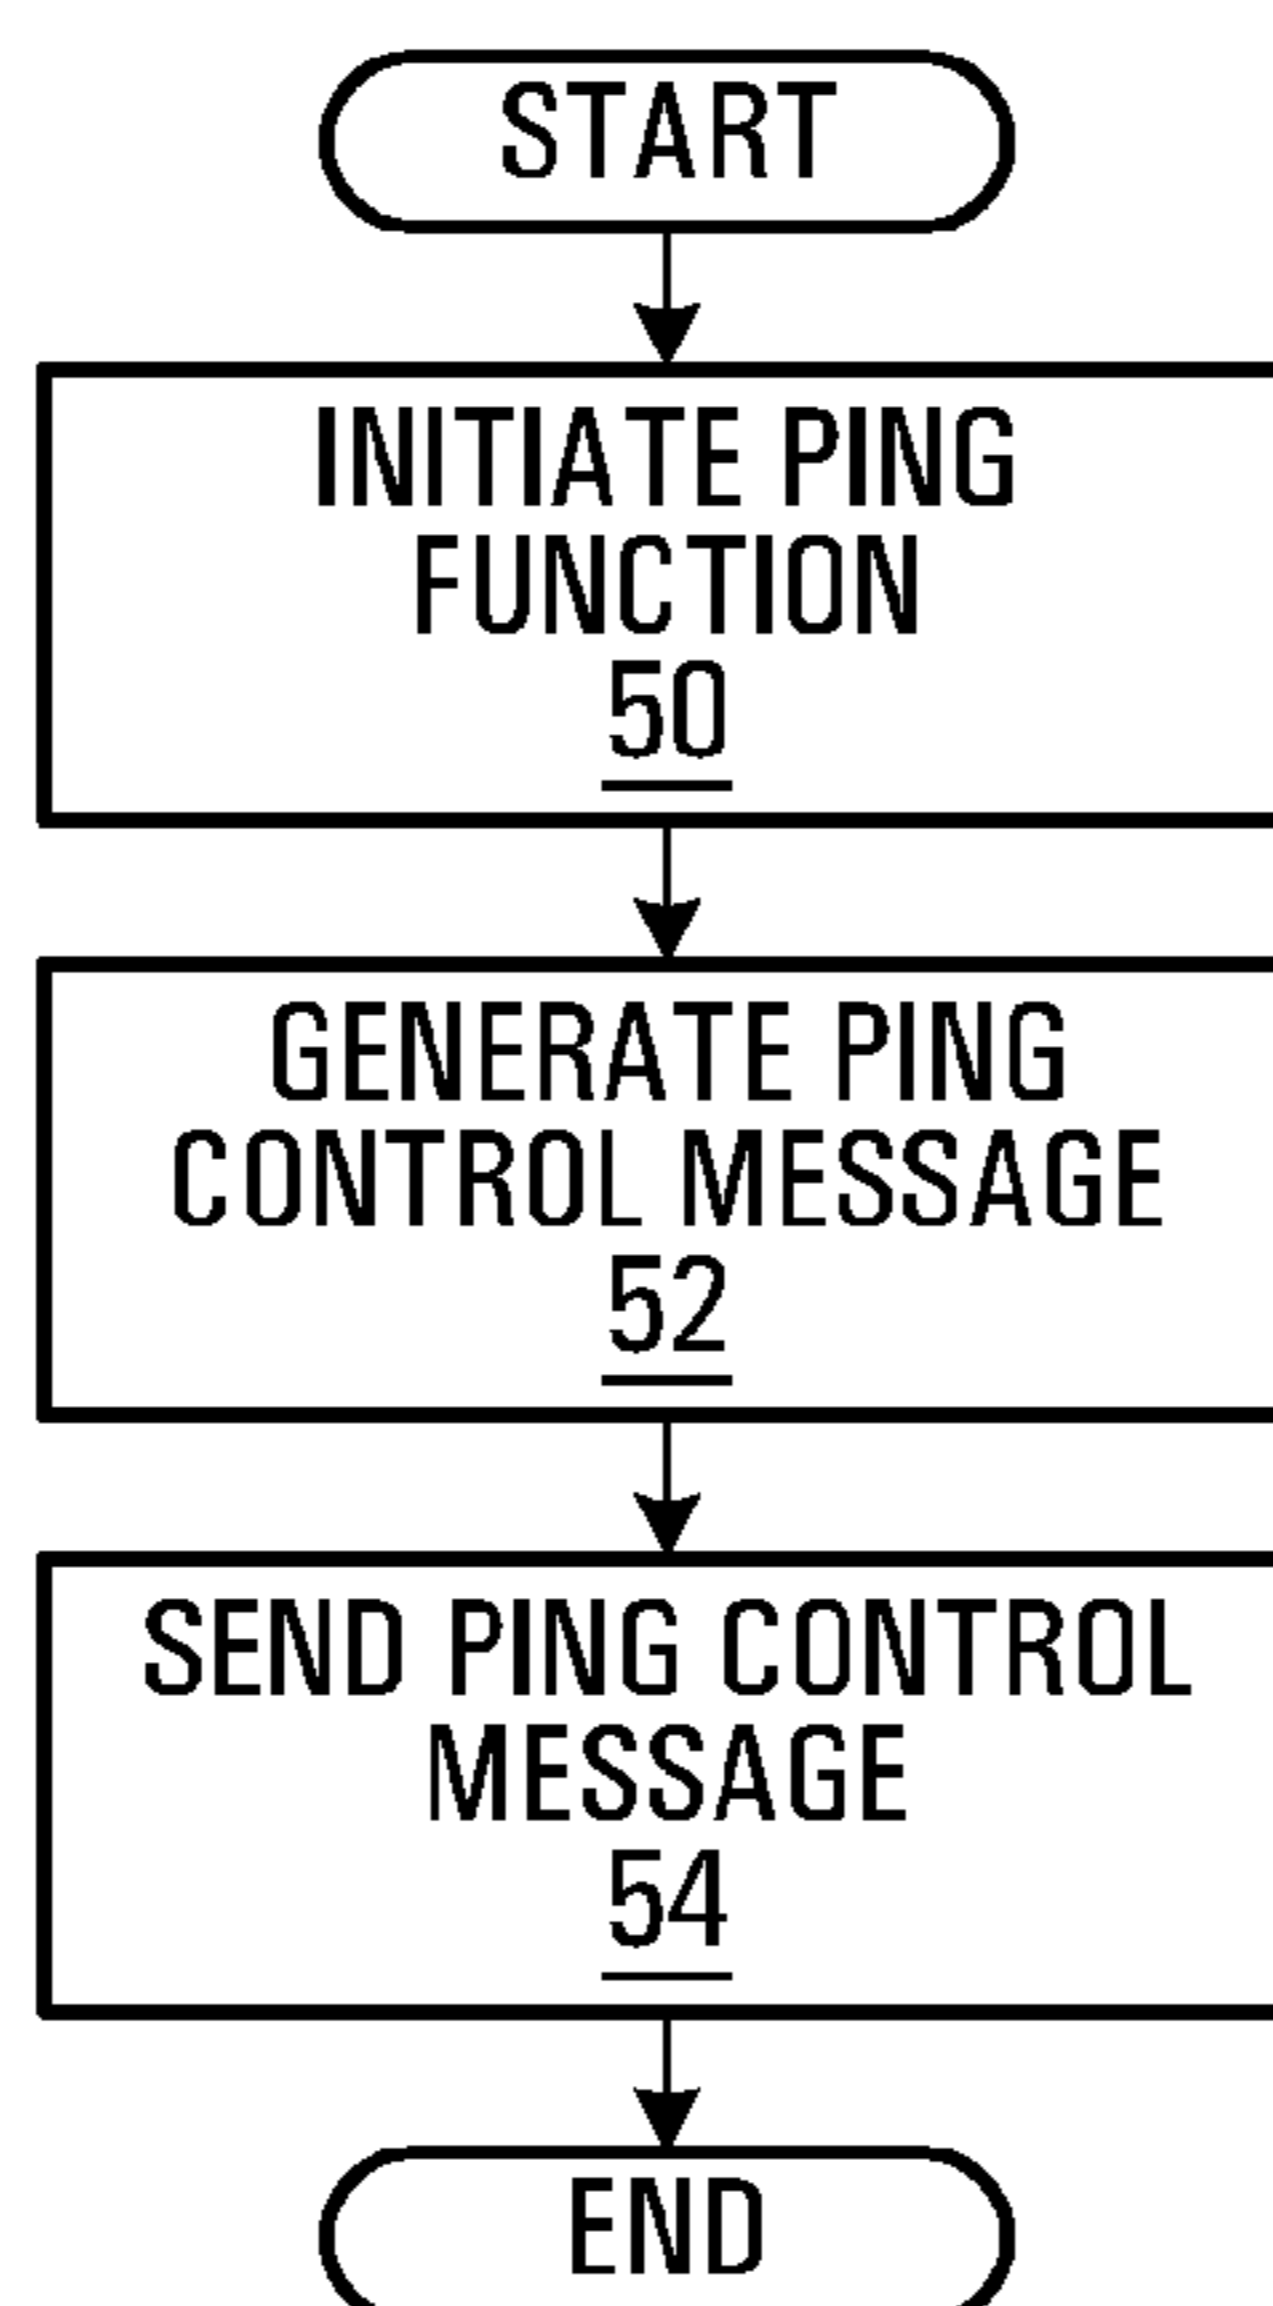 START
INITIATE PING
FUNCTION
50
GENERATE PING
CONTROL MESSAGE
52
SEND PING CONTROL
MESSAGE
54
END